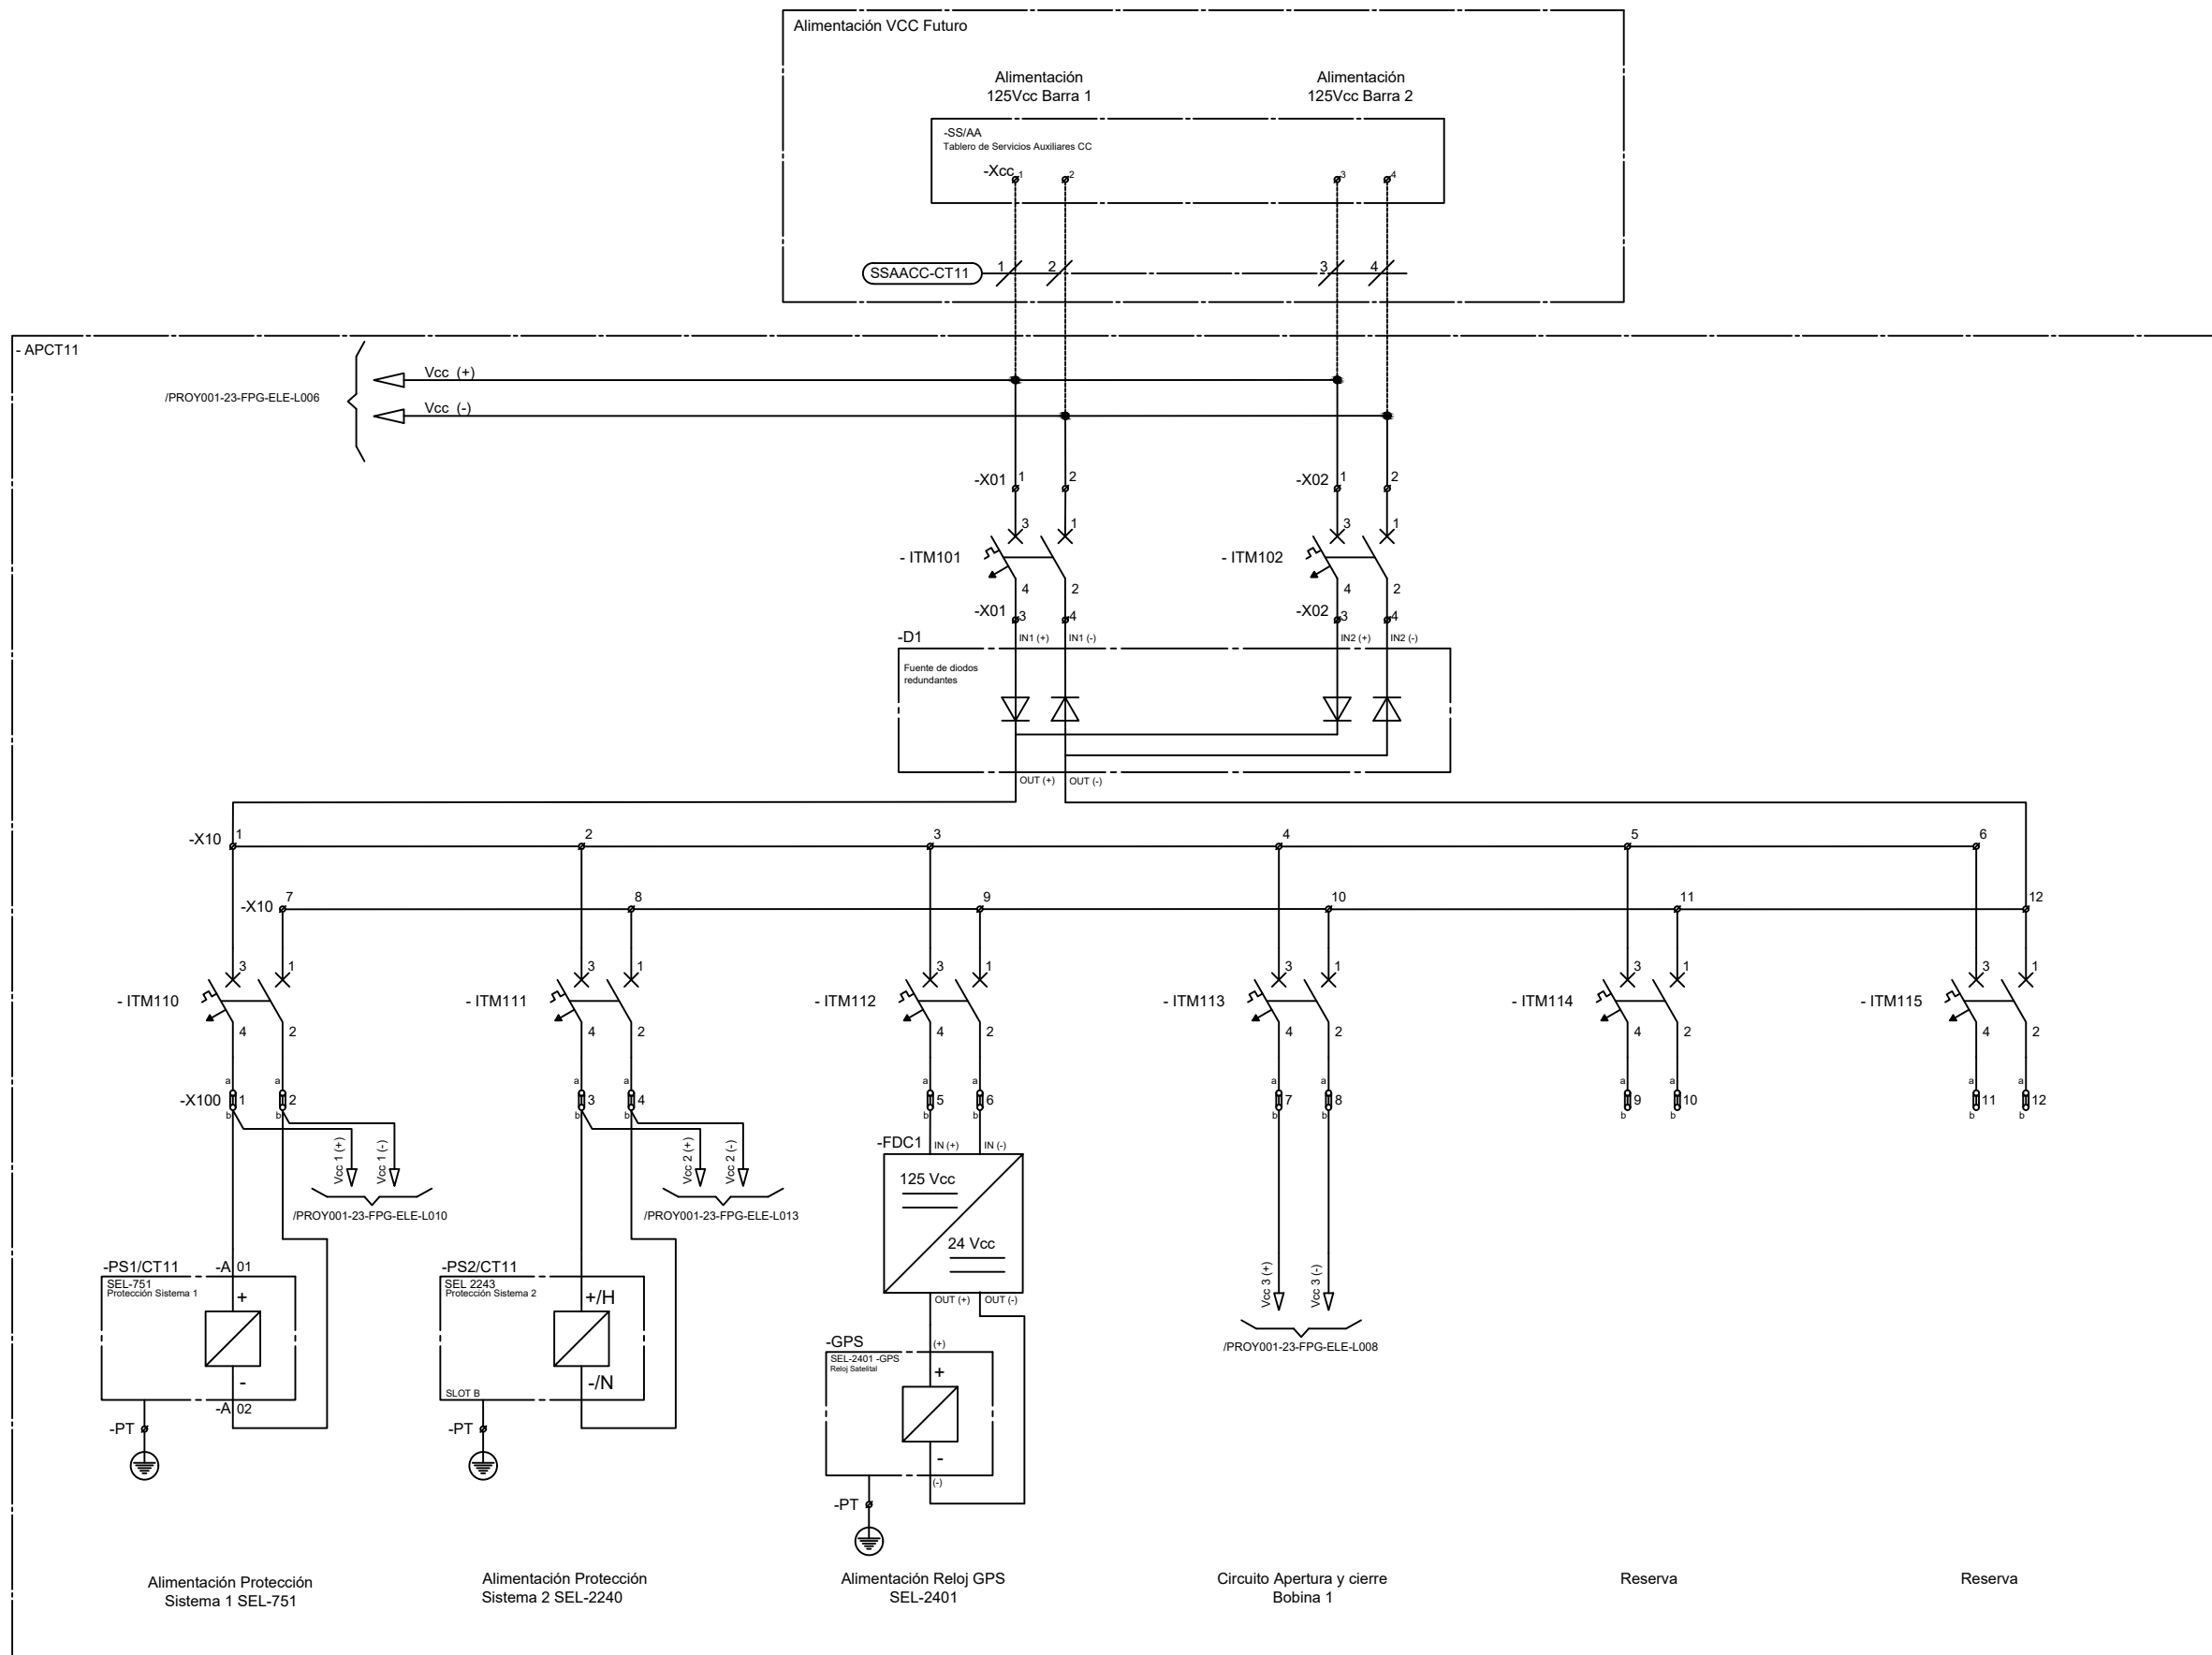 Alimentación VCC Futuro
Alimentación
125Vcc Barra 1
Alimentación
125Vcc Barra 2
-SS/AA
Tablero de Servicios Auxiliares CC
-Xcc 1 2 3 4
SSAACC-CT11 1 2 3 4
- APCT11
Vcc (+)
/PROY001-23-FPG-ELE-L006
Vcc (-)
-X01 1 2 -X02 1 2
3 1 3 1
- ITM101 - ITM102
4 2 4 2
-X01 3 4 -X02 3 4
-D1 IN1 (+) IN1 (-) IN2 (+) IN2 (-)
Fuente de diodos
redundantes
OUT (+) OUT (-)
-X10 1 2 3 4 5 6
-X10 7 8 9 10 11 12
3 1 3 1 3 1 3 1 3 1 3 1
- ITM110 - ITM111 - ITM112 - ITM113 - ITM114 - ITM115
4 2 4 2 4 2 4 2 4 2 4 2
a a a a a a a a a a a a
-X100 1 2 3 4 5 6 7 8 9 10 11 12
b b b b b b b b b b b b
Vcc 1 (+) Vcc 1 (-) Vcc 2 (+) Vcc 2 (-)
-FDC1 IN (+) IN (-)
125 Vcc
/PROY001-23-FPG-ELE-L010 /PROY001-23-FPG-ELE-L013
24 Vcc
Vcc 3 (+) Vcc 3 (-)
-PS1/CT11 -A 01 -PS2/CT11
SEL-751
Protección Sistema 1
+
SEL 2243
Protección Sistema 2
+/H
OUT (+) OUT (-)
-GPS (+)
/PROY001-23-FPG-ELE-L008
SEL-2401 -GPS
Reloj Satelital
+
-
-/N
SLOT B
-A 02
-PT -PT
-
(-)
-PT
Alimentación Protección
Sistema 1 SEL-751
Alimentación Protección
Sistema 2 SEL-2240
Alimentación Reloj GPS
SEL-2401
Circuito Apertura y cierre
Bobina 1
Reserva
Reserva